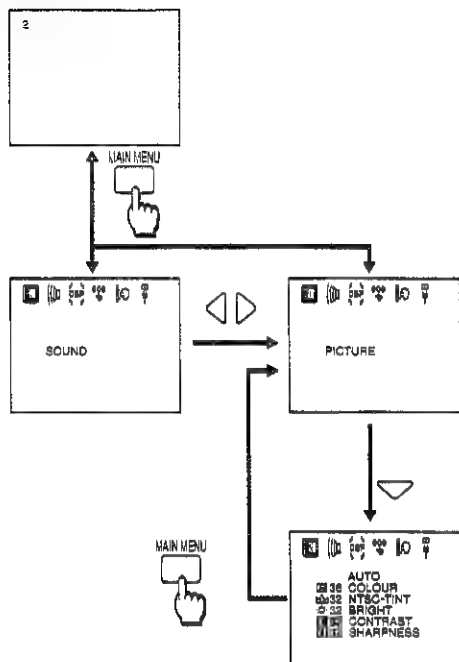 2
MAIN MENU
SOUND
PICTURE
MAIN MENU
AUTO
36 COLOUR
32 NTSC-TINT
32 BRIGHT
CONTRAST
SHARPNESS